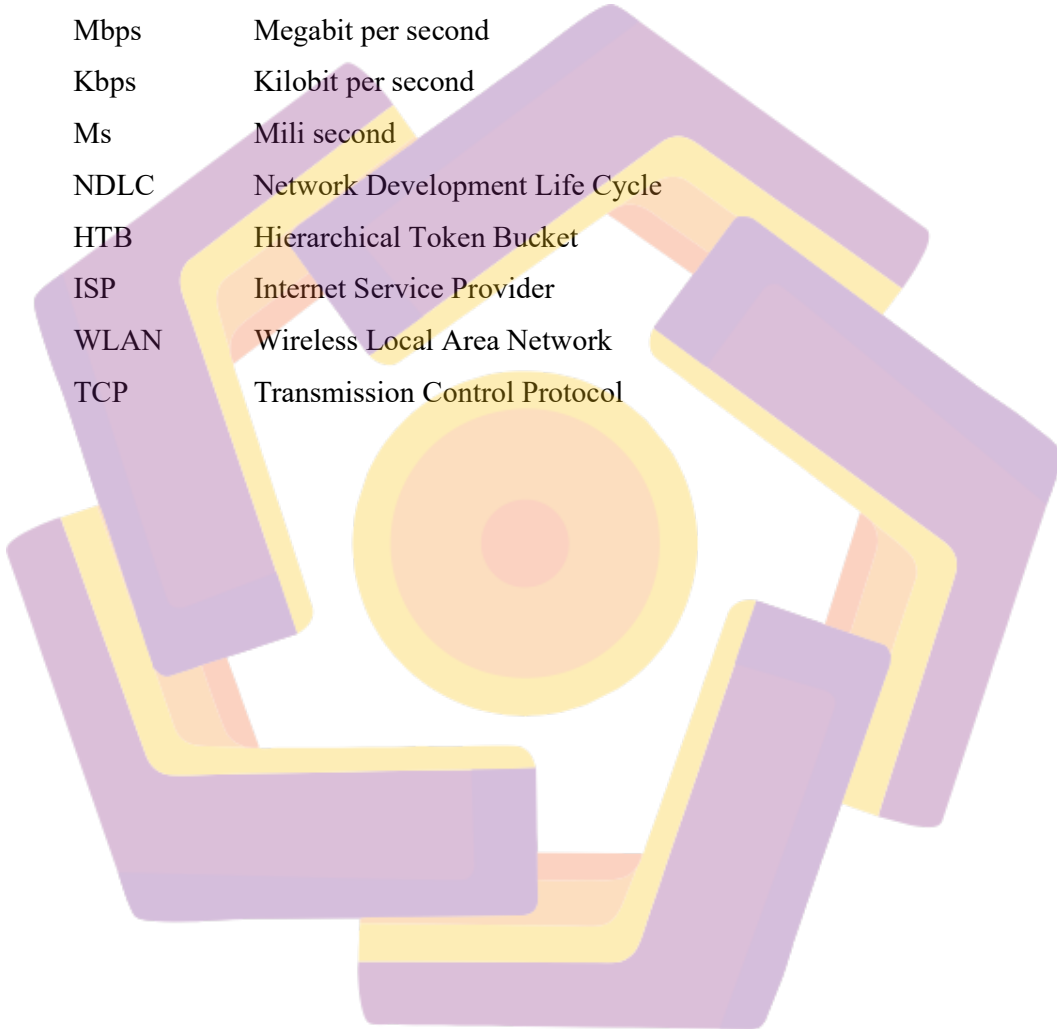 Mbps Megabit per second
Kbps Kilobit per second
Ms Mili second
NDLC Network Development Life Cycle
HTB Hierarchical Token Bucket
ISP Internet Service Provider
WLAN Wireless Local Area Network
TCP Transmission Control Protocol